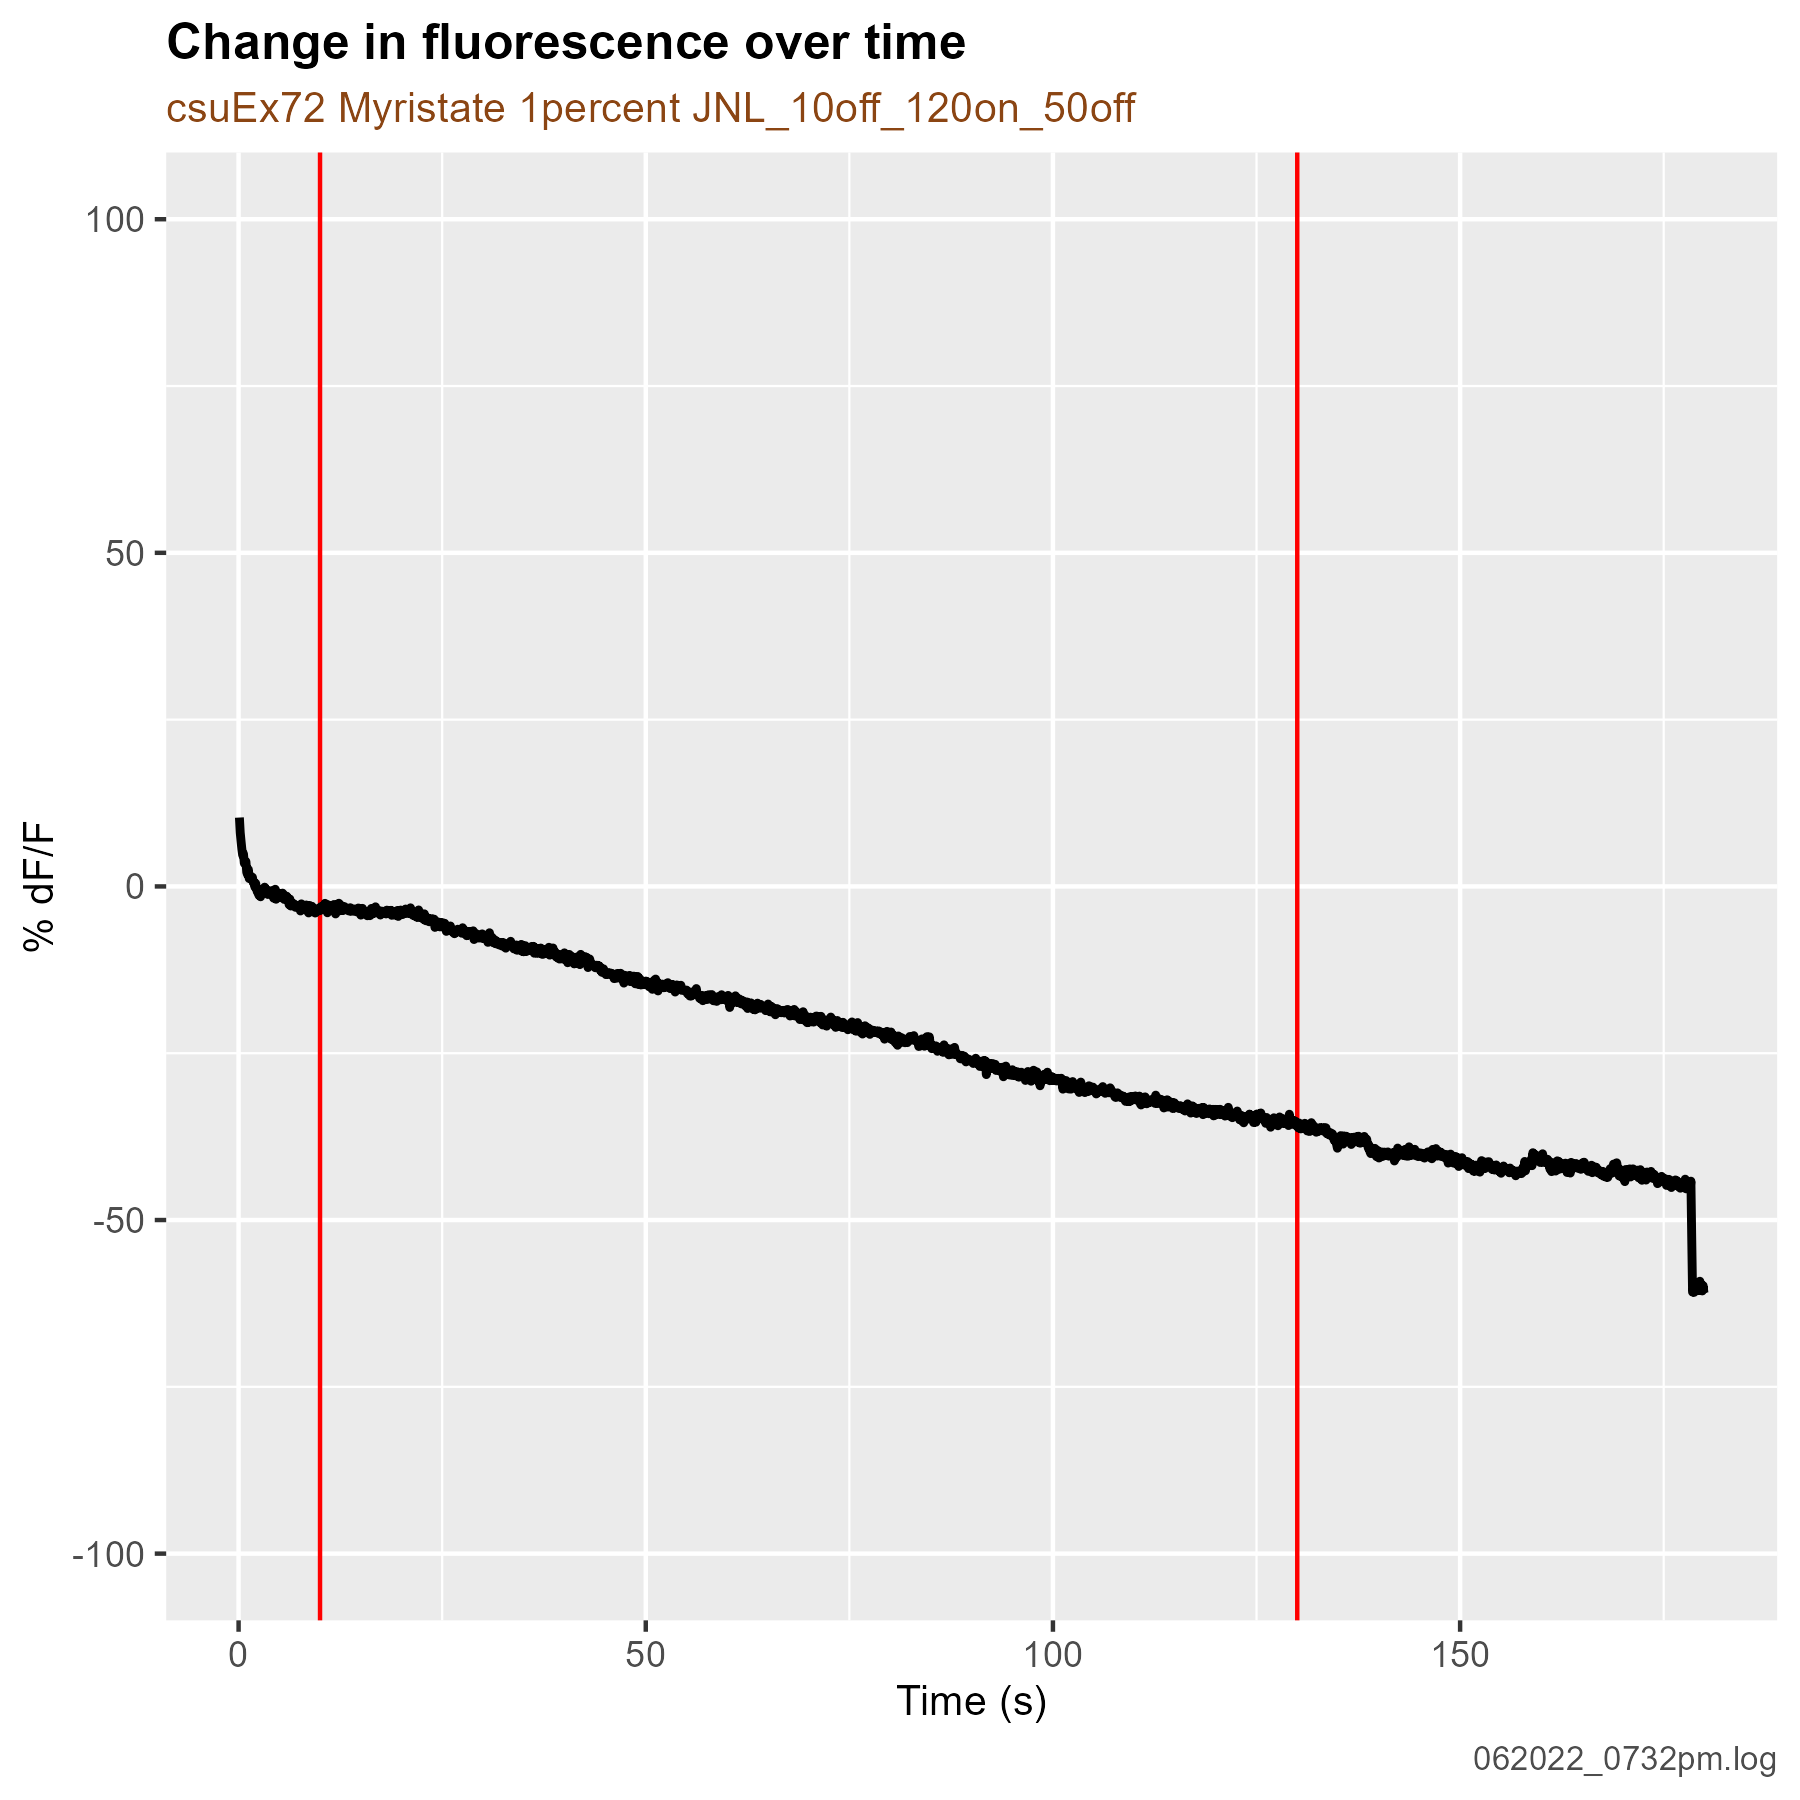 Change in fluorescence over time
csuEx72 Myristate 1percent JNL_10off_120on_50off
100
50
0
-50
-100
% dF/F
0 50 100 150
Time (s)
062022_0732pm.log